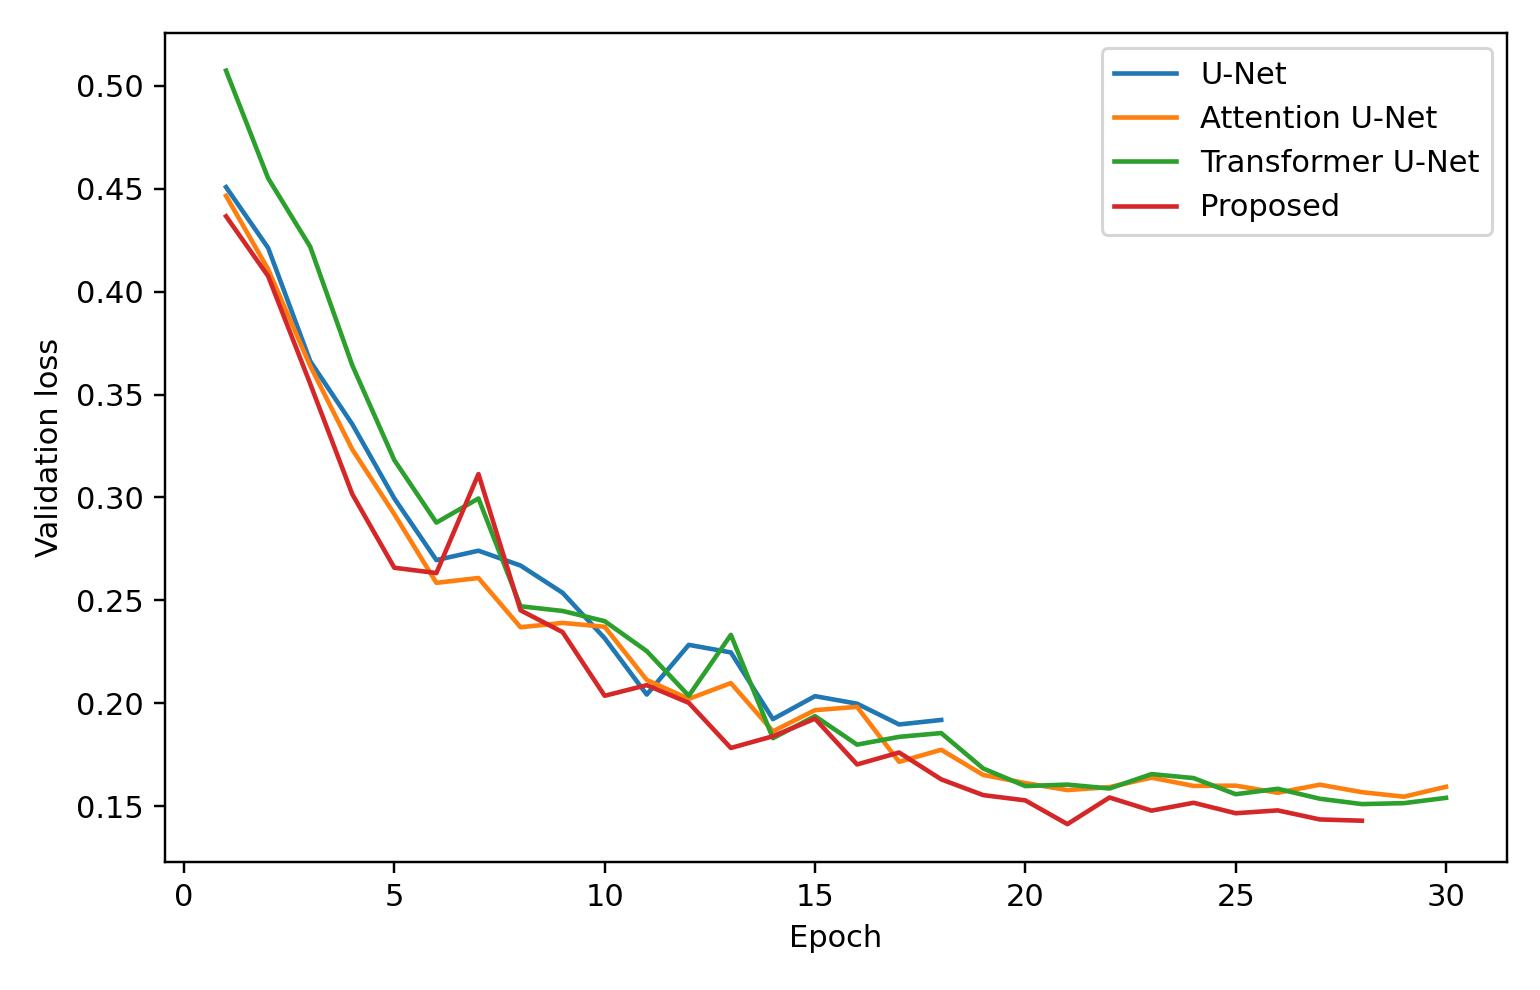 U-Net
Attention U-Net
Transformer U-Net
Proposed
0.50
0.45
0.40
0.35
0.30
0.25
0.20
0.15
Validation loss
0 5 10 15 20 25 30
Epoch